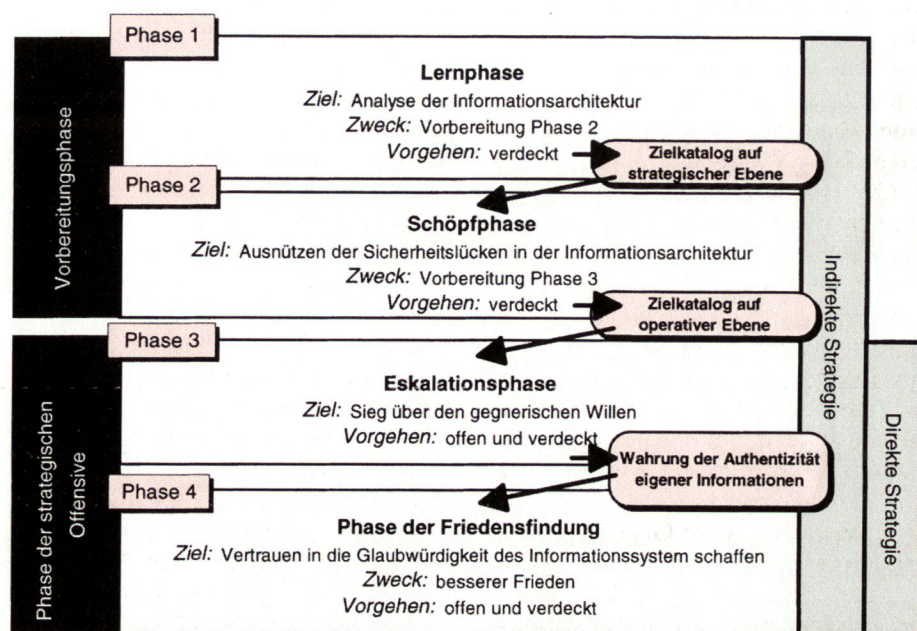 Phase 1
Vorbereitungsphase
Lernphase
Ziel: Analyse der Informationsarchitektur
Zweck: Vorbereitung Phase 2
Vorgehen: verdeckt
Zielkatalog auf
strategischer Ebene
Phase 2
Schöpfphase
Ziel: Ausnützen der Sicherheitslücken in der Informationsarchitektur
Zweck: Vorbereitung Phase 3
Vorgehen: verdeckt
Zielkatalog auf
operativer Ebene
Indirekte Strategie
Phase 3
Phase der strategischen
Offensive
Eskalationsphase
Ziel: Sieg über den gegnerischen Willen
Vorgehen: offen und verdeckt
Wahrung der Authentizität
eigener Informationen
Direkte Strategie
Phase 4
Phase der Friedensfindung
Ziel: Vertrauen in die Glaubwürdigkeit des Informationssystem schaffen
Zweck: besserer Frieden
Vorgehen: offen und verdeckt